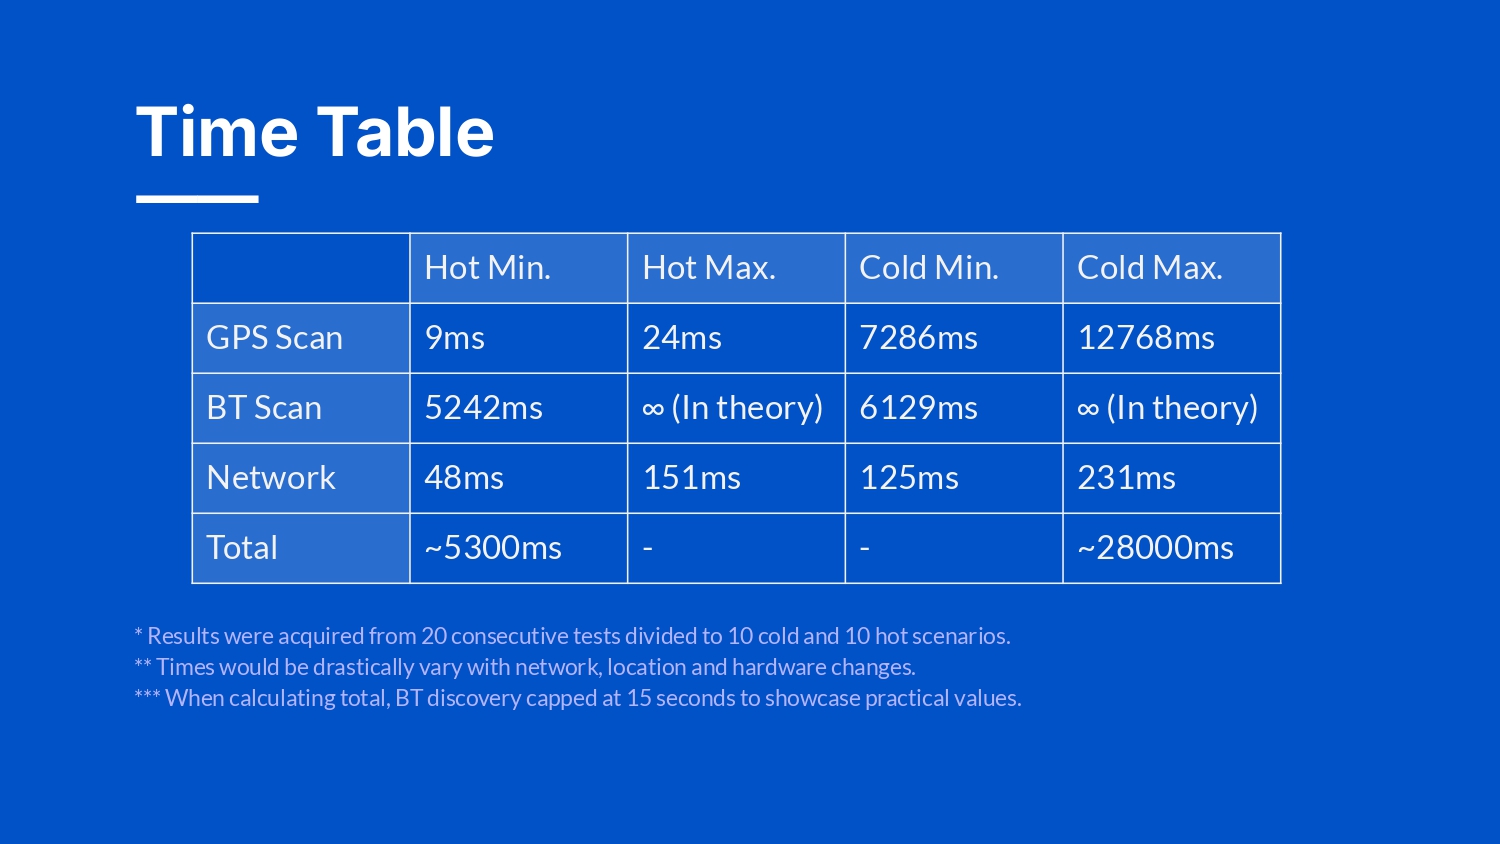 Time Table
Hot Min. Hot Max. Cold Min. Cold Max.
GPS Scan 9ms 24ms 7286ms 12768ms
BT Scan 5242ms ∞ (In theory) 6129ms ∞ (In theory)
Network 48ms 151ms 125ms 231ms
Total ~5300ms - - ~28000ms
* Results were acquired from 20 consecutive tests divided to 10 cold and 10 hot scenarios.
** Times would be drastically vary with network, location and hardware changes.
*** When calculating total, BT discovery capped at 15 seconds to showcase practical values.